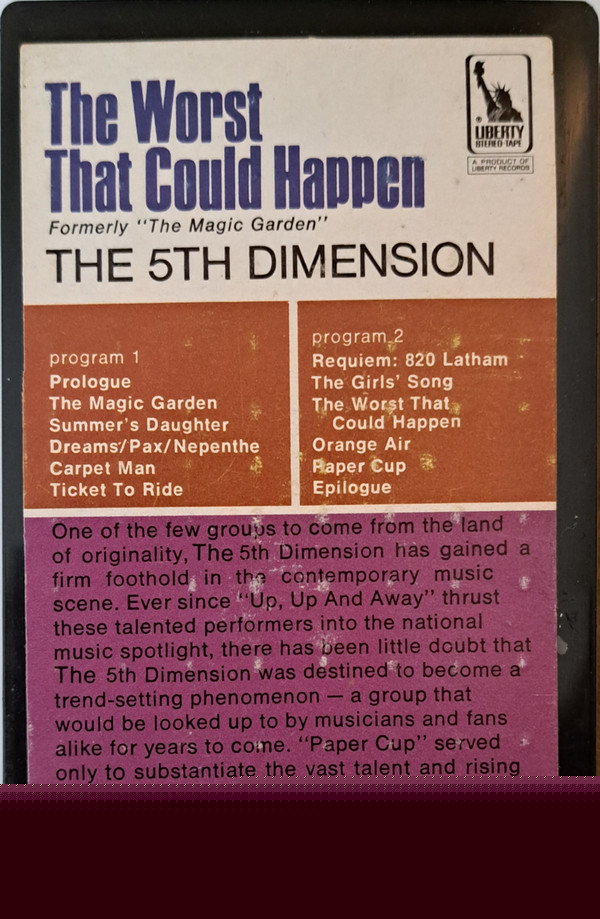 The Worst
That Could Happen
Formerly "The Magic Garden"
THE 5TH DIMENSION
®
LIBERTY
STEREO-TAPE
A PRODUCT OF
LIBERTY RECORDS
program 1
Prologue
The Magic Garden
Summer's Daughter
Dreams/Pax/Nepenthe
Carpet Man
Ticket To Ride
program 2
Requiem: 820 Latham
The Girls' Song
The Worst That
Could Happen
Orange Air
Paper Cup
Epilogue
One of the few groups to come from the land
of originality, The 5th Dimension has gained a
firm foothold in the contemporary music
scene. Ever since "Up, Up And Away" thrust
these talented performers into the national
music spotlight, there has been little doubt that
The 5th Dimension was destined to become a
trend-setting phenomenon — a group that
would be looked up to by musicians and fans
alike for years to come. "Paper Cup" served
only to substantiate the vast talent and rising